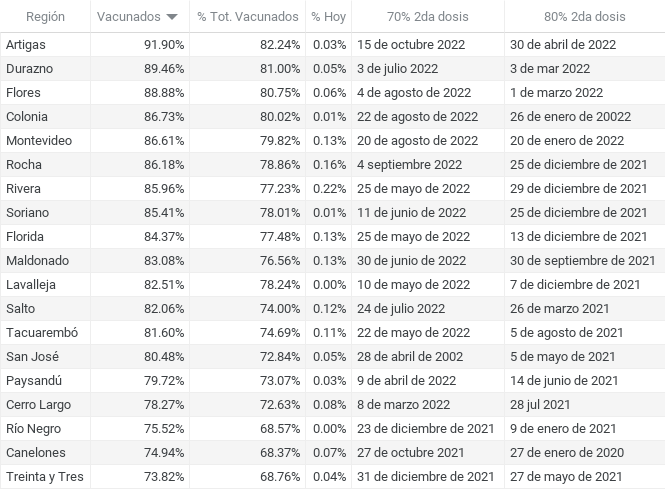 Región Vacunados % Tot. Vacunados % Hoy 70% 2da dosis 80% 2da dosis
Artigas 91.90% 82.24% 0.03% 15 de octubre 2022 30 de abril de 2022
Durazno 89.46% 81.00% 0.05% 3 de julio 2022 3 de mar 2022
Flores 88.88% 80.75% 0.06% 4 de agosto de 2022 1 de marzo 2022
Colonia 86.73% 80.02% 0.01% 22 de agosto de 2022 26 de enero de 20022
Montevideo 86.61% 79.82% 0.13% 20 de agosto de 2022 20 de enero de 2022
Rocha 86.18% 78.86% 0.16% 4 septiembre 2022 25 de diciembre de 2021
Rivera 85.96% 77.23% 0.22% 25 de mayo de 2022 29 de diciembre de 2021
Soriano 85.41% 78.01% 0.01% 11 de junio de 2022 25 de diciembre de 2021
Florida 84.37% 77.48% 0.13% 25 de mayo de 2022 13 de diciembre de 2021
Maldonado 83.08% 76.56% 0.13% 30 de junio de 2022 30 de septiembre de 2021
Lavalleja 82.51% 78.24% 0.00% 10 de mayo de 2022 7 de diciembre de 2021
Salto 82.06% 74.00% 0.12% 24 de julio 2022 26 de marzo 2021
Tacuarembó 81.60% 74.69% 0.11% 22 de mayo de 2022 5 de agosto de 2021
San José 80.48% 72.84% 0.05% 28 de abril de 2002 5 de mayo de 2021
Paysandú 79.72% 73.07% 0.03% 9 de abril de 2022 14 de junio de 2021
Cerro Largo 78.27% 72.63% 0.08% 8 de marzo 2022 28 jul 2021
Río Negro 75.52% 68.57% 0.00% 23 de diciembre de 2021 9 de enero de 2021
Canelones 74.94% 68.37% 0.07% 27 de octubre 2021 27 de enero de 2020
Treinta y Tres 73.82% 68.76% 0.04% 31 de diciembre de 2021 27 de mayo de 2021